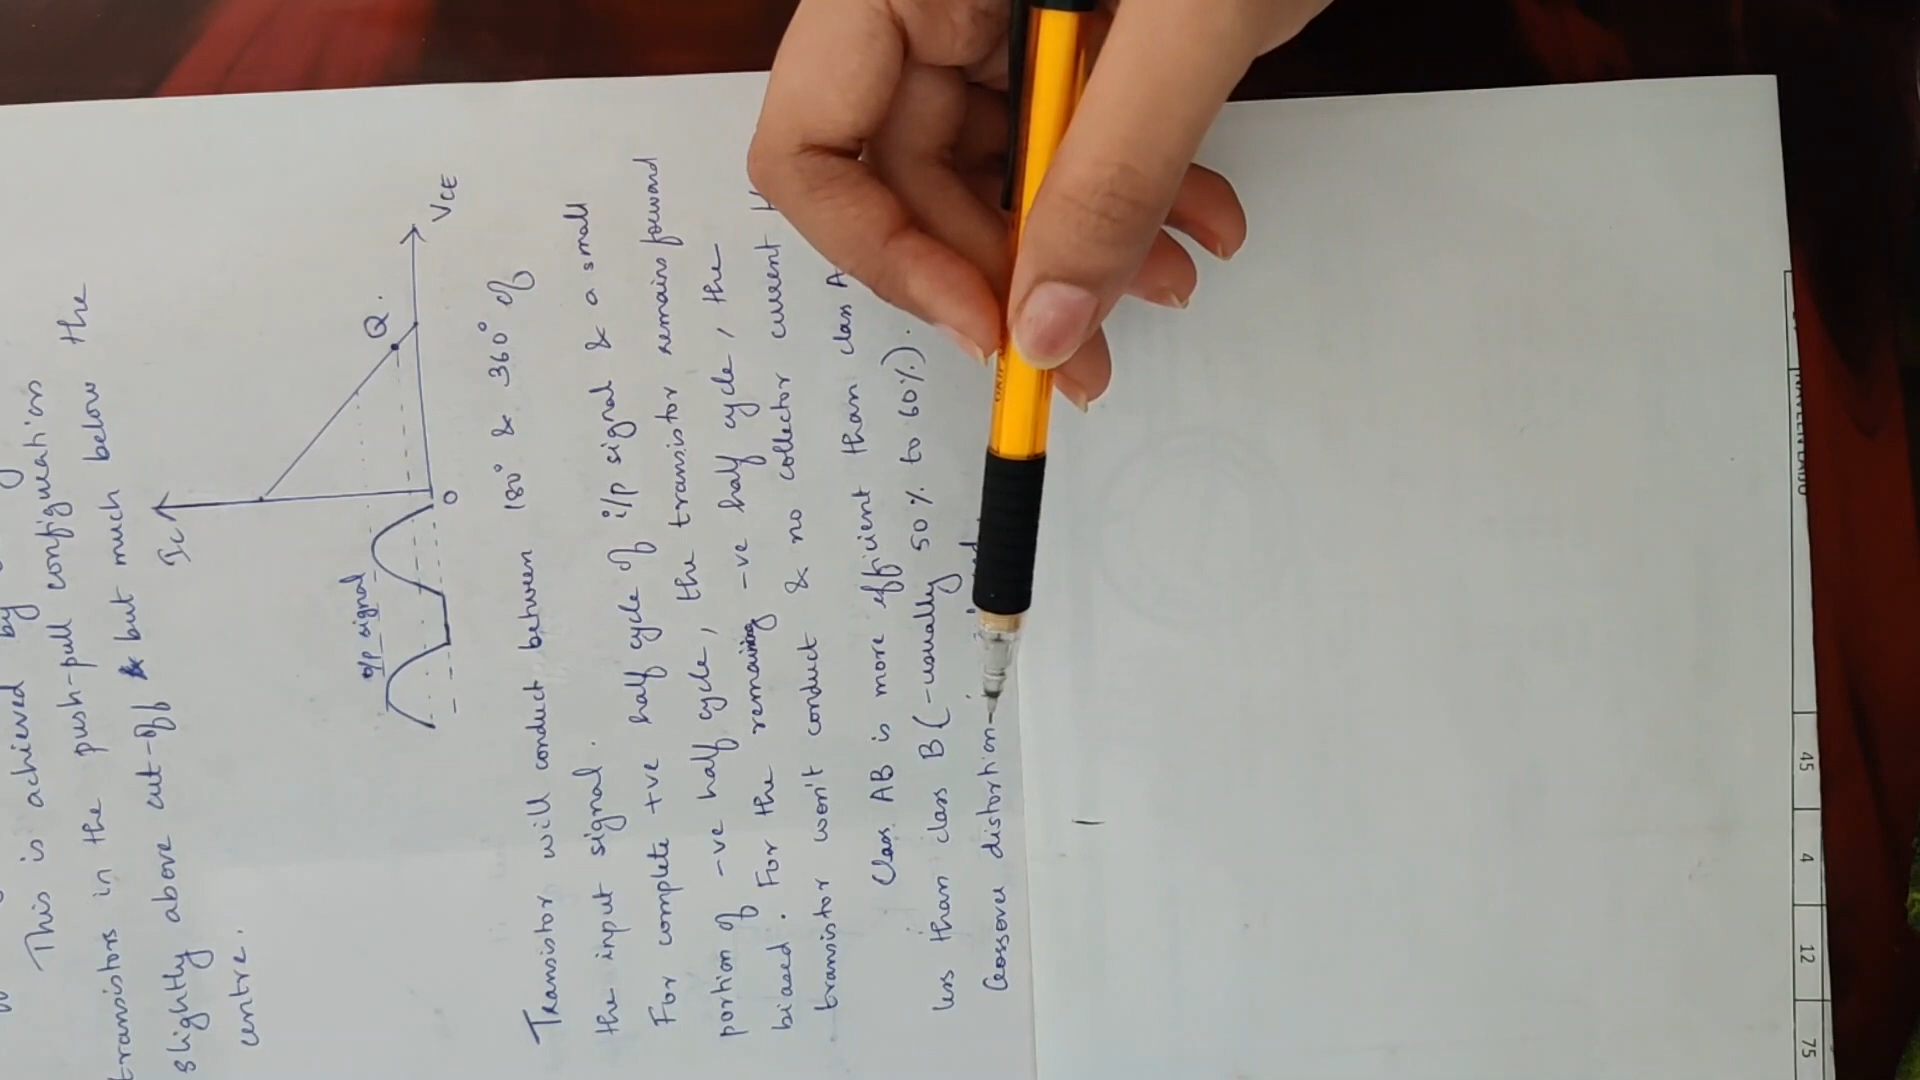 This is achieved by
transistors in the push-pull configuration
slightly above cut-off & but much below the
centre.
Ic
o/p signal
Q.
VCE
O
Transistor will conduct between 180° & 360° of
the input signal.
For complete +ve half cycle of i/p signal & a small
portion of -ve half cycle, the transistor remains forward
biased. For the remaining -ve half cycle, the
transistor won't conduct & no collector current
Class AB is more efficient than class A
less than class B (-usually 50% to 60%).
Crossover distortion
45
4
12
75